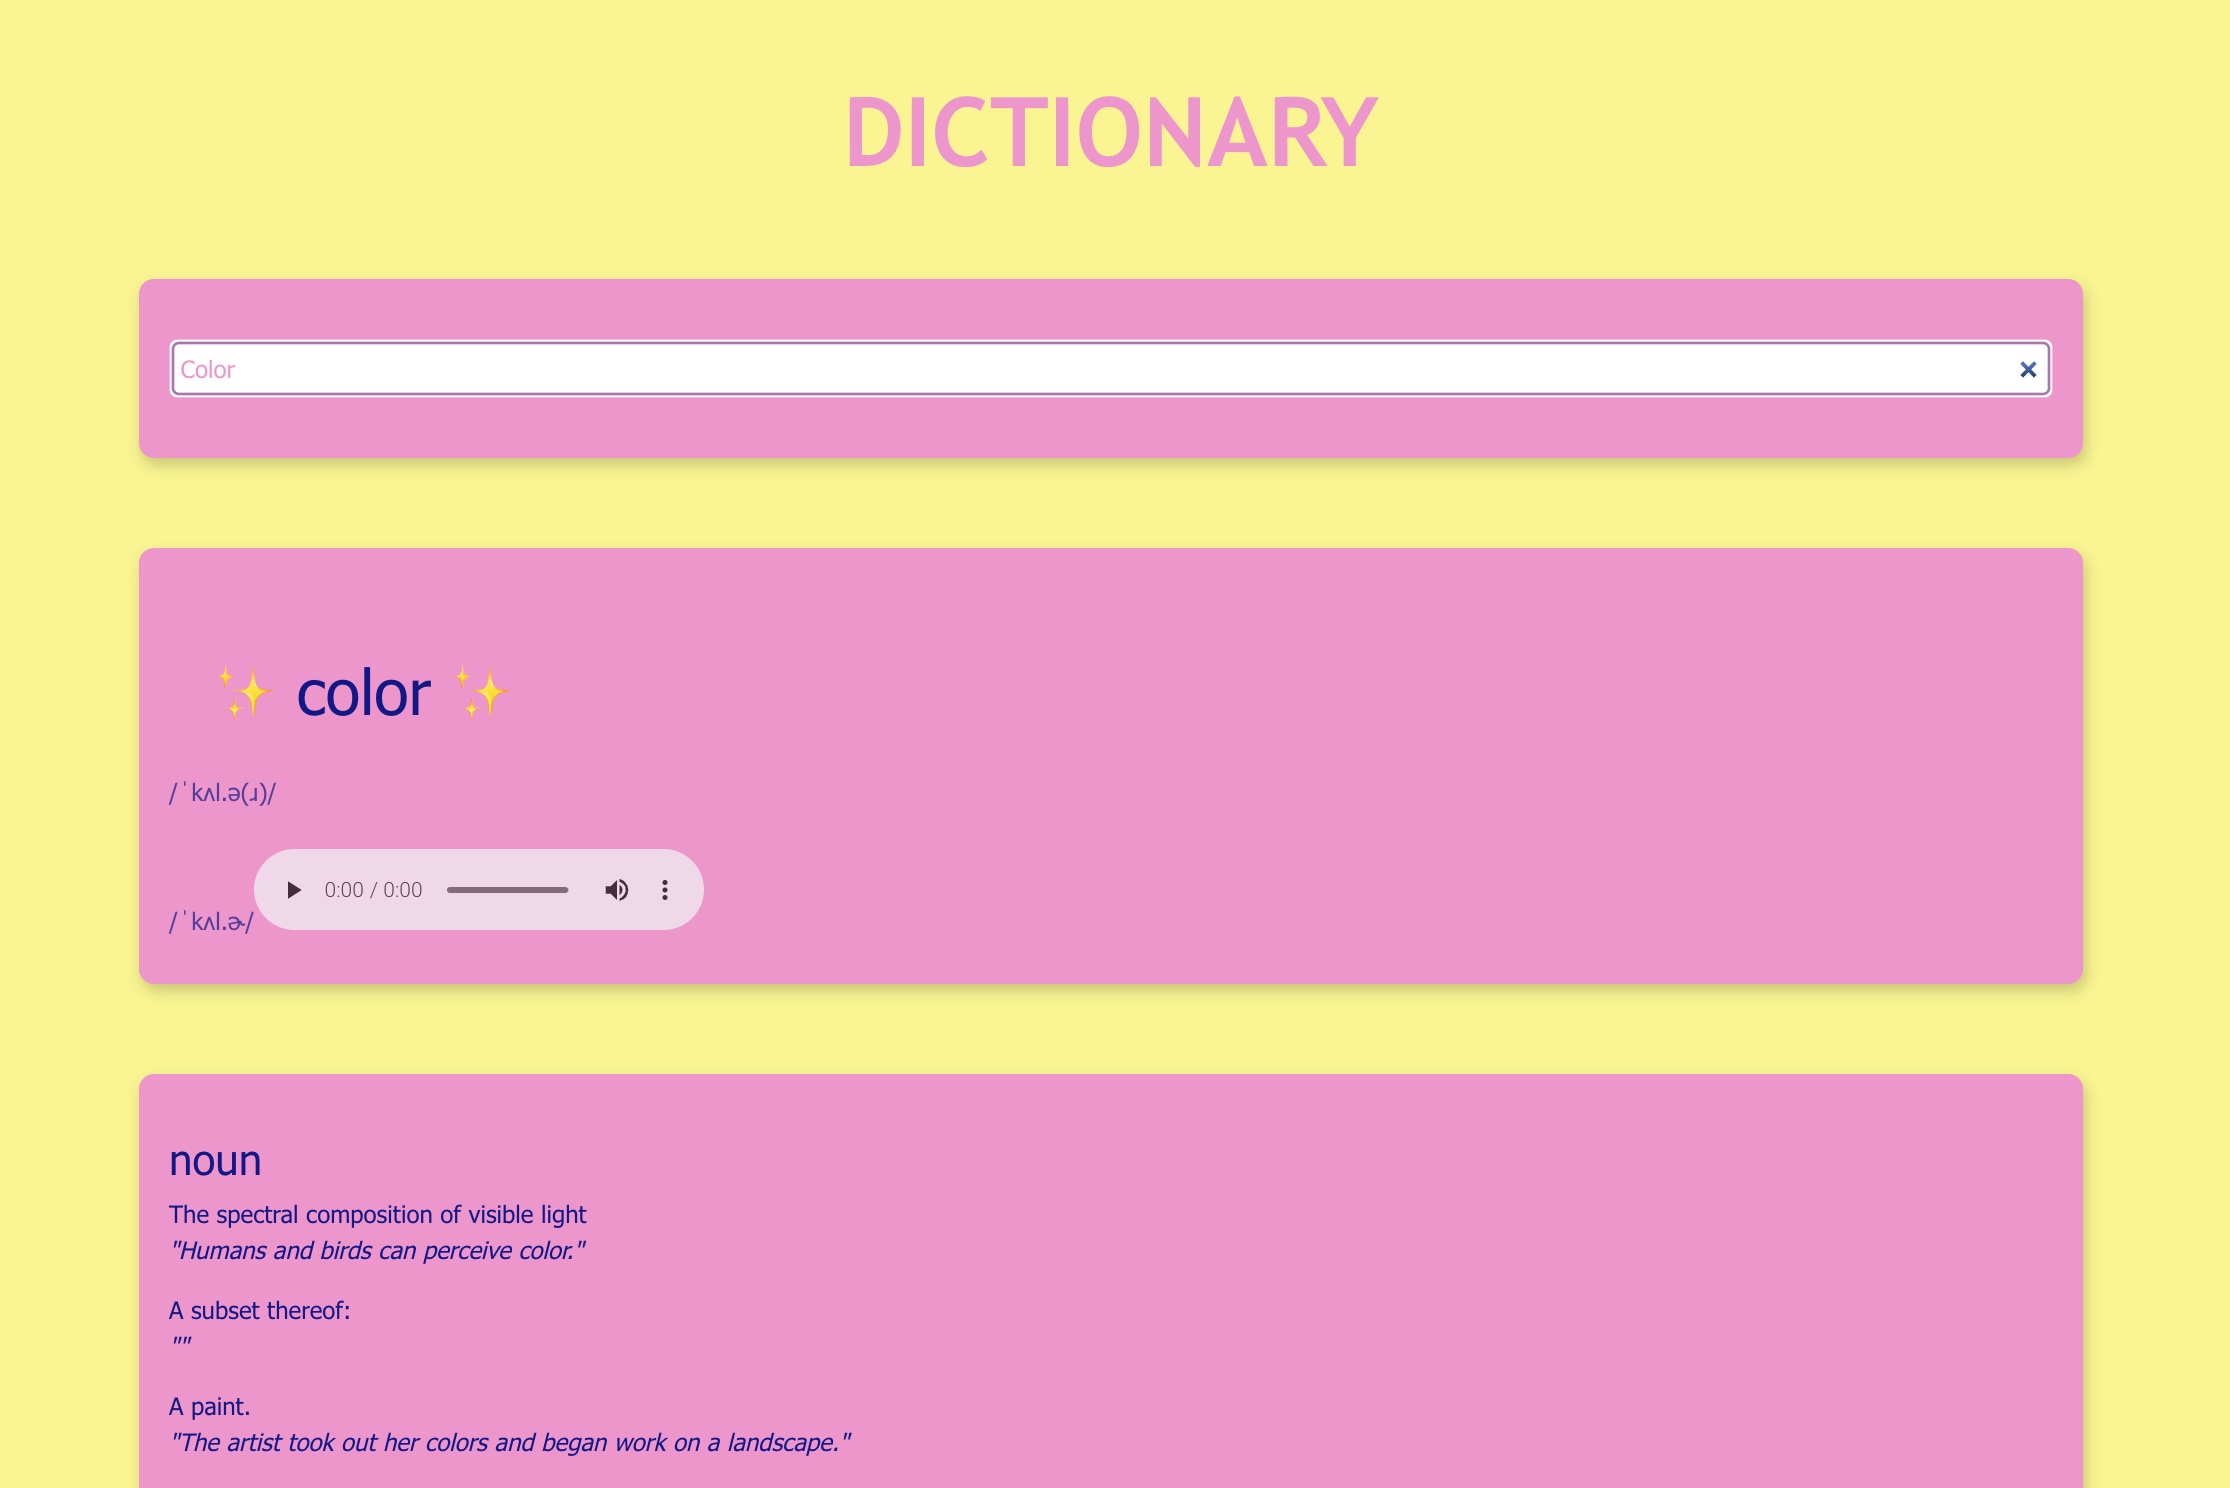 DICTIONARY
Color
✨ color ✨
/ˈkʌl.ə(ɹ)/
0:00 / 0:00
/ˈkʌl.ɚ/
noun
The spectral composition of visible light
"Humans and birds can perceive color."
A subset thereof:
""
A paint.
"The artist took out her colors and began work on a landscape."